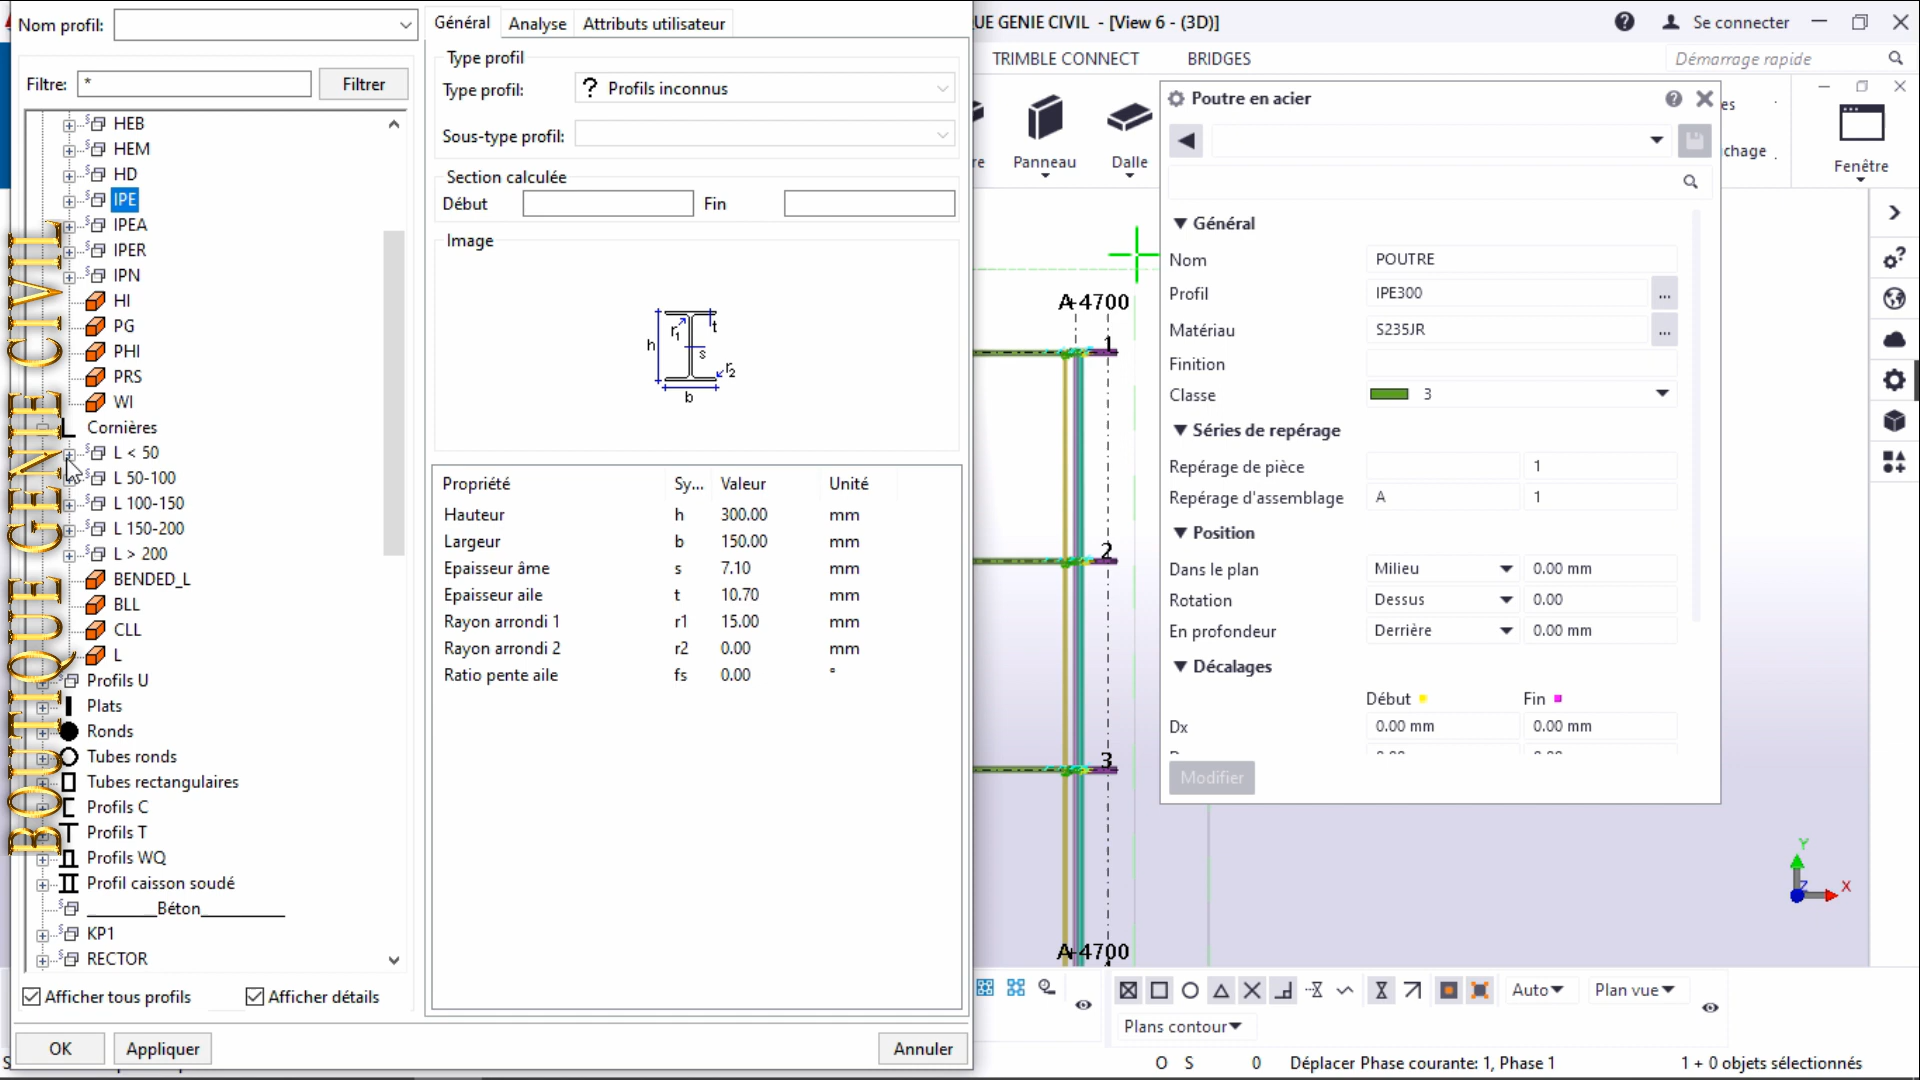 Nom profil:
Filtre: *
Filtrer
HEB
HEM
HD
IPE
IPEA
IPER
IPN
HI
PG
PHI
PRS
WI
Cornières
L < 50
L 50-100
L 100-150
L 150-200
L > 200
BENDED_L
BLL
CLL
L
Profils U
Plats
Ronds
Tubes ronds
Tubes rectangulaires
Profils C
Profils T
Profils WQ
Profil caisson soudé
_________Béton___________
KP1
RECTOR
Afficher tous profils
Afficher détails
OK
Appliquer
Annuler
BOUTIQUE GENIE CIVIL
Général
Analyse
Attributs utilisateur
Type profil
Type profil: ? Profils inconnus
Sous-type profil:
Section calculée
Début
Fin
Image
h
r1
t
s
r2
b
Propriété Sy... Valeur Unité
Hauteur h 300.00 mm
Largeur b 150.00 mm
Epaisseur âme s 7.10 mm
Epaisseur aile t 10.70 mm
Rayon arrondi 1 r1 15.00 mm
Rayon arrondi 2 r2 0.00 mm
Ratio pente aile fs 0.00 °
UE GENIE CIVIL - [View 6 - (3D)]
Se connecter
TRIMBLE CONNECT
BRIDGES
Démarrage rapide
re
Panneau
Dalle
es
chage
Fenêtre
Poutre en acier
Général
Nom POUTRE
Profil IPE300 ...
Matériau S235JR ...
Finition
Classe 3
Séries de repérage
Repérage de pièce 1
Repérage d'assemblage A 1
Position
Dans le plan Milieu 0.00 mm
Rotation Dessus 0.00
En profondeur Derrière 0.00 mm
Décalages
Début Fin
Dx 0.00 mm 0.00 mm
Modifier
A+4700
1
2
3
A+4700
Y
Z
X
Auto
Plan vue
Plans contour
O S 0 Déplacer Phase courante: 1, Phase 1
1 + 0 objets sélectionnés